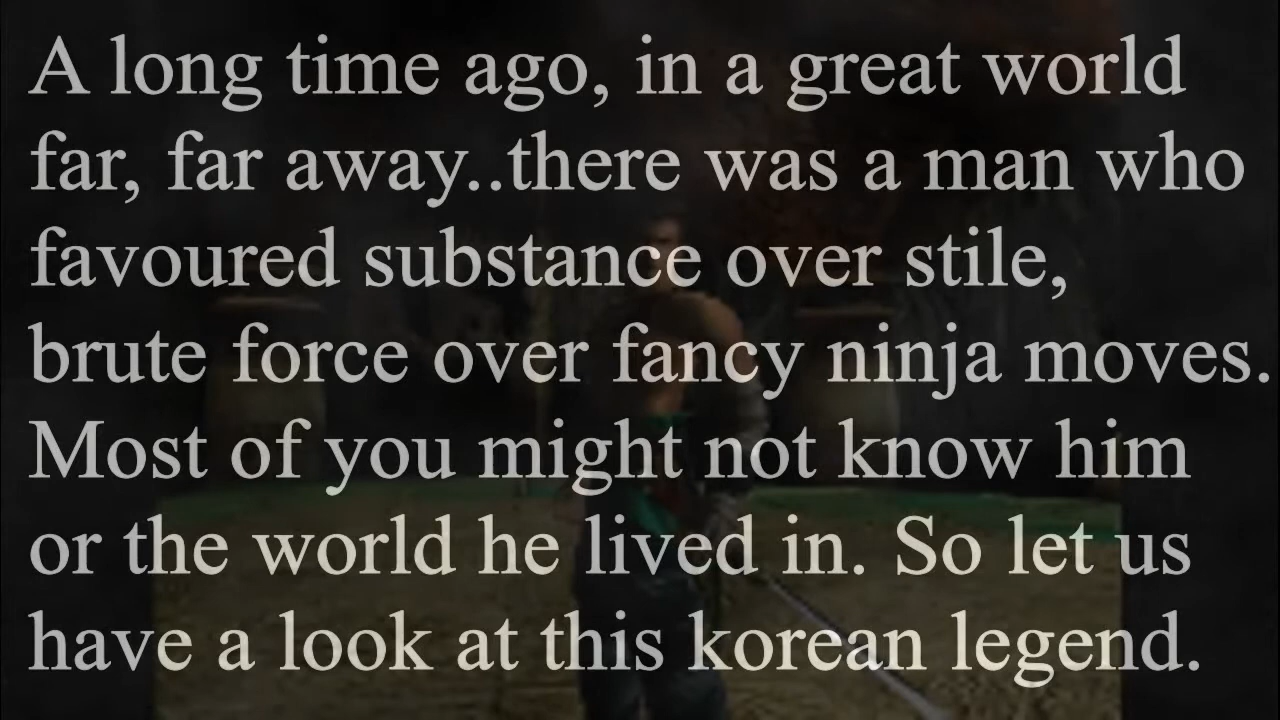 A long time ago, in a great world
far, far away..there was a man who
favoured substance over stile,
brute force over fancy ninja moves.
Most of you might not know him
or the world he lived in. So let us
have a look at this korean legend.